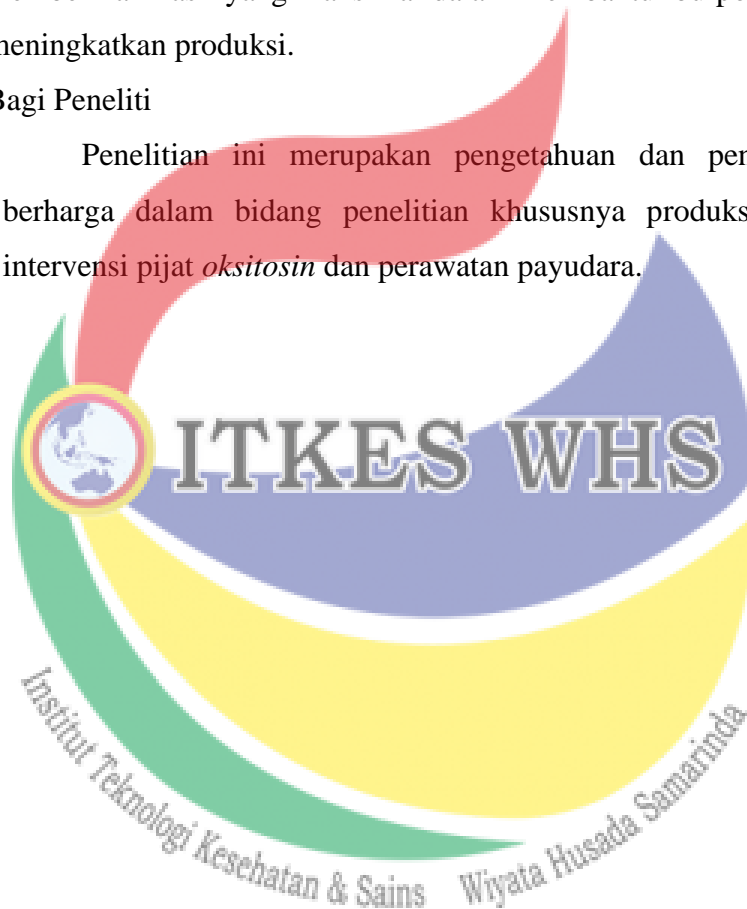 meningkatkan produksi.
Bagi Peneliti
Penelitian ini merupakan pengetahuan dan
berharga dalam bidang penelitian khususnya
intervensi pijat oksitosin dan perawatan payudara.
ITKES WHS
Institut Teknologi Kesehatan & Sains Wiyata Husada Samarinda